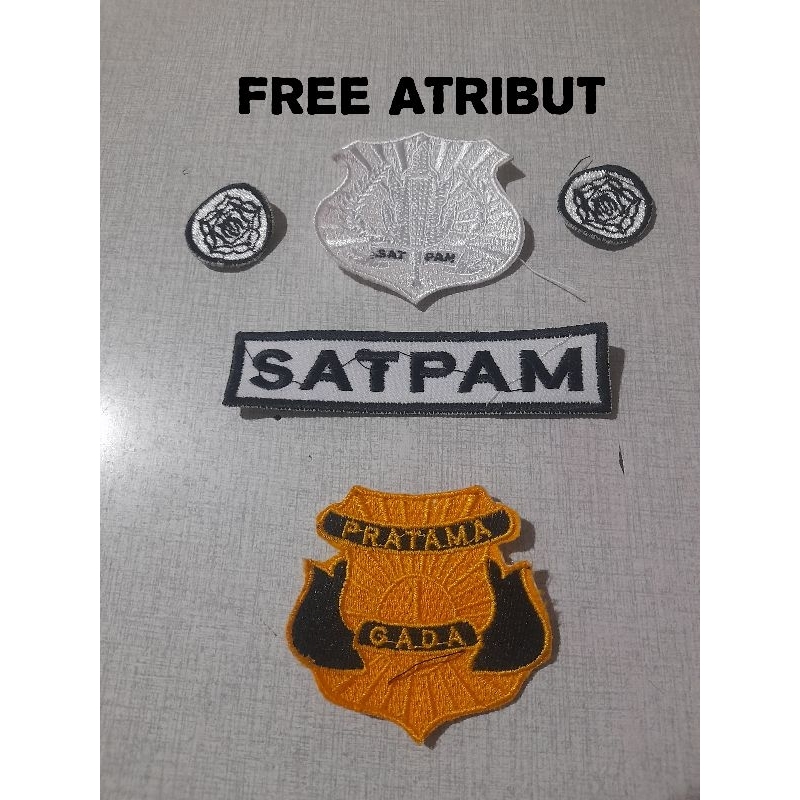 FREE ATRIBUT
SAT PAM
SATPAM
PRATAMA
GADA